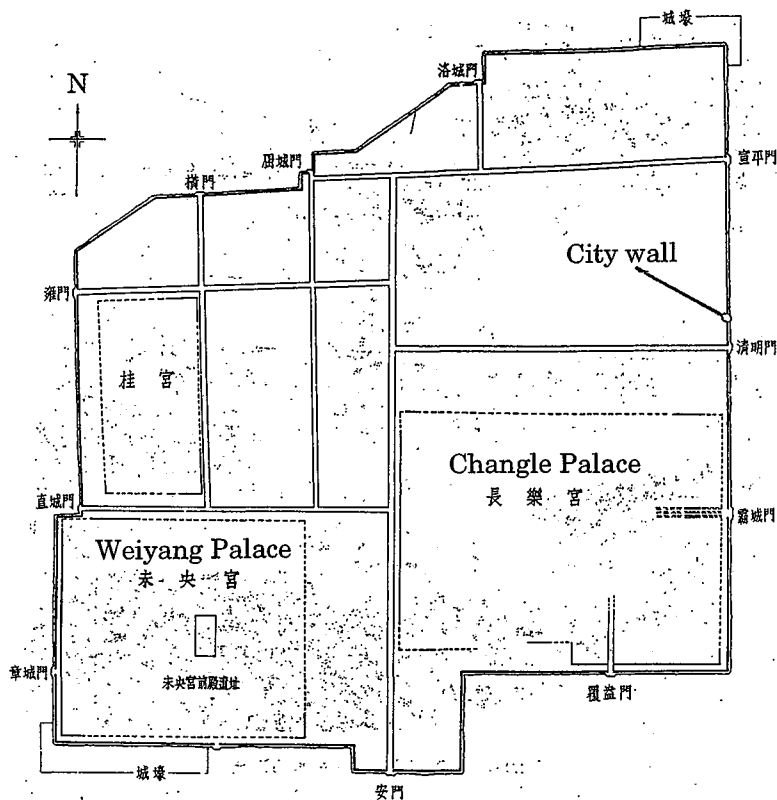 城壕
洛城門
N
厨城門
橫門
宣平門
City wall
雍門
清明門
桂宮
Changle Palace
長樂宮
直城門
霸城門
Weiyang Palace
未央宮
未央宮前殿遺址
章城門
覆盎門
城壕
安門